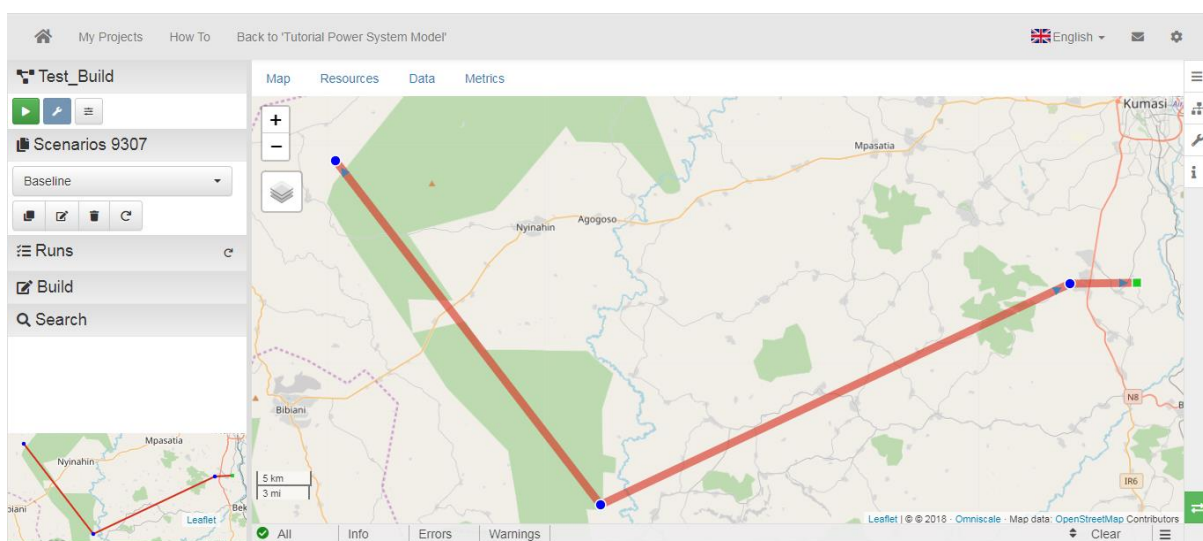 My Projects How To Back to 'Tutorial Power System Model' English
Test_Build
Scenarios 9307
Baseline
Runs
Build
Search
Map Resources Data Metrics
+
−
Kumasi
Mpasatia
Agogoso
Nyinahin
Bibiani
N8
B
IR6
5 km
3 mi
Leaflet | © © 2018 · Omniscale · Map data: OpenStreetMap Contributors
Mpasatia
Nyinahin
biani
Bek
Leaflet
All Info Errors Warnings Clear